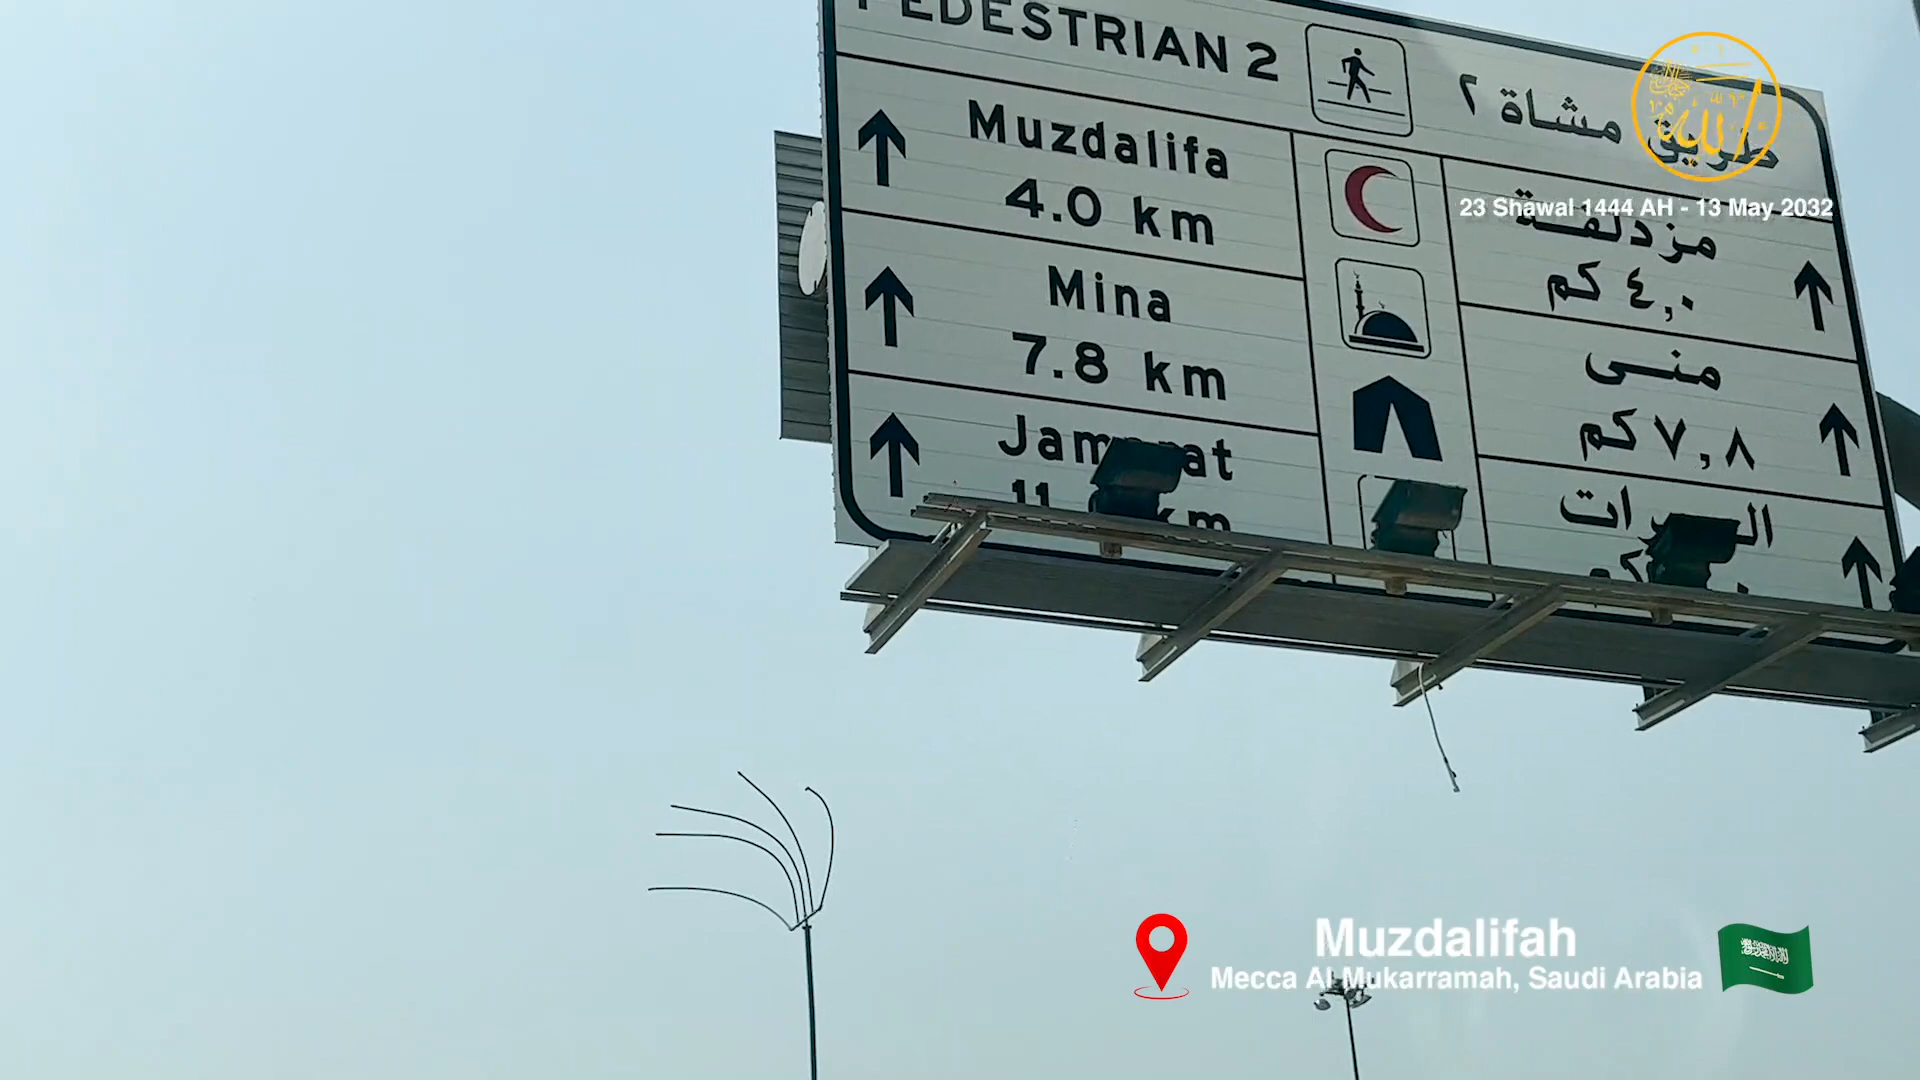 PEDESTRIAN 2
طريق مشاة ٢
Muzdalifa
4.0 km
Mina
7.8 km
مزدلفة
٤,٠ كم
منى
٧,٨ كم
23 Shawal 1444 AH - 13 May 2032
Muzdalifah
Mecca Al Mukarramah, Saudi Arabia